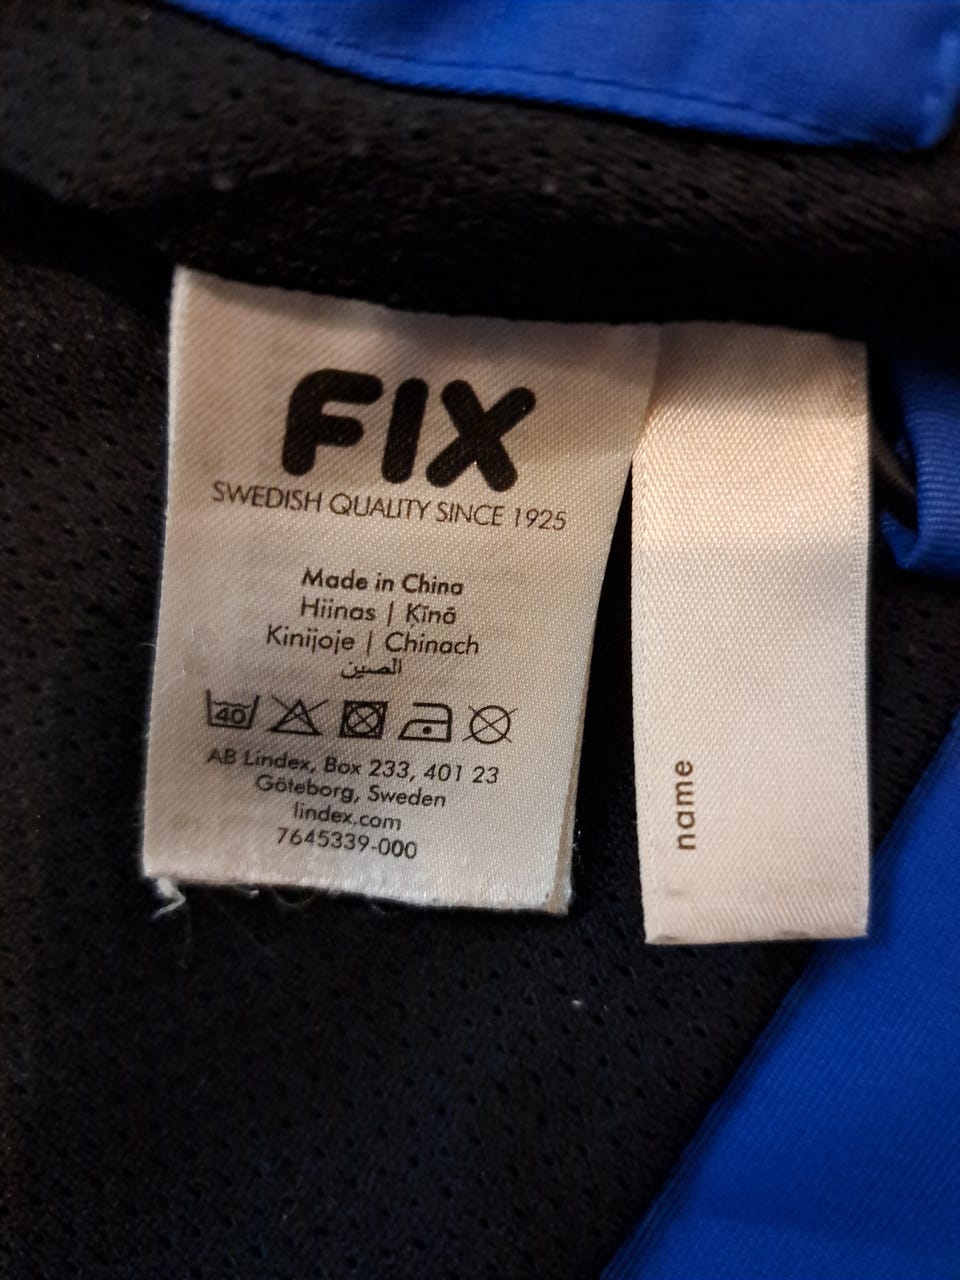 FIX
SWEDISH QUALITY SINCE 1925
Made in China
Hiinas | Ķīnā
Kinijoje | Chinach
الصين
40
AB Lindex, Box 233, 401 23
Göteborg, Sweden
lindex.com
7645339-000
name